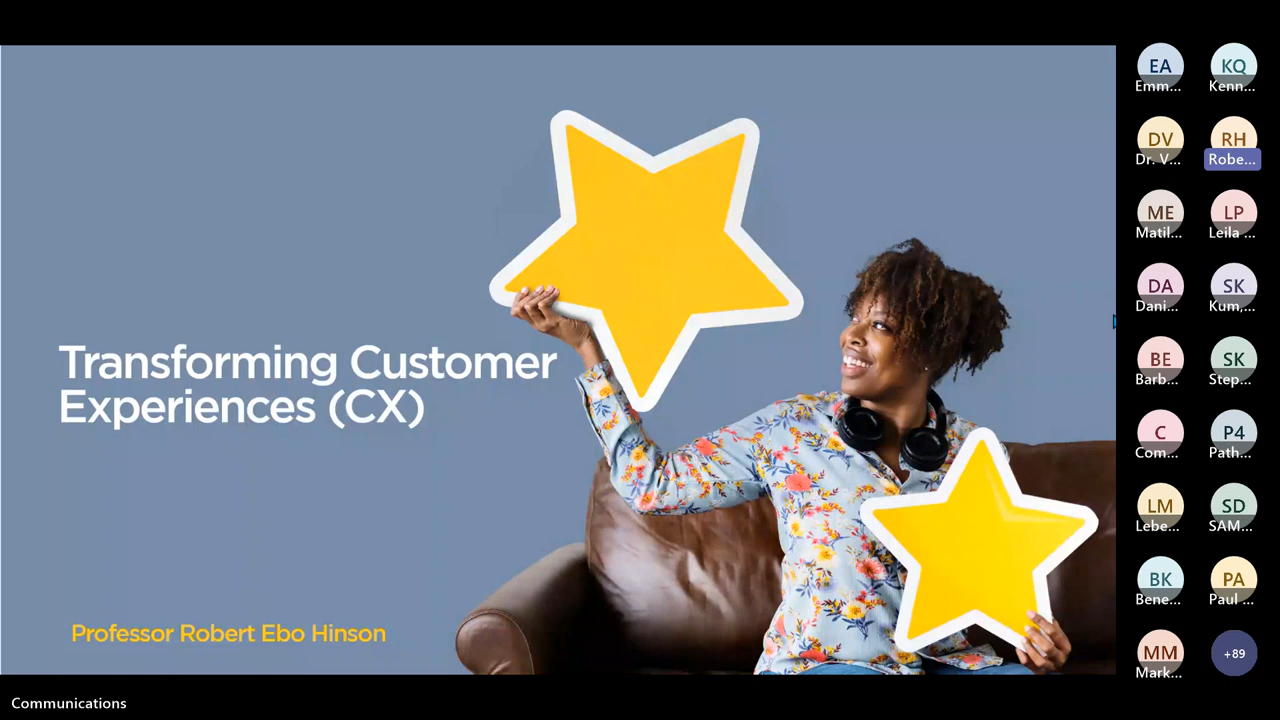 Transforming Customer
Experiences (CX)
Professor Robert Ebo Hinson
Communications
EA
Emm...
KQ
Kenn...
DV
Dr. V...
RH
Robe...
ME
Matil...
LP
Leila ...
DA
Dani...
SK
Kum,...
BE
Barb...
SK
Step...
C
Com...
P4
Path...
LM
Lebe...
SD
SAM...
BK
Bene...
PA
Paul ...
MM
Mark...
+89